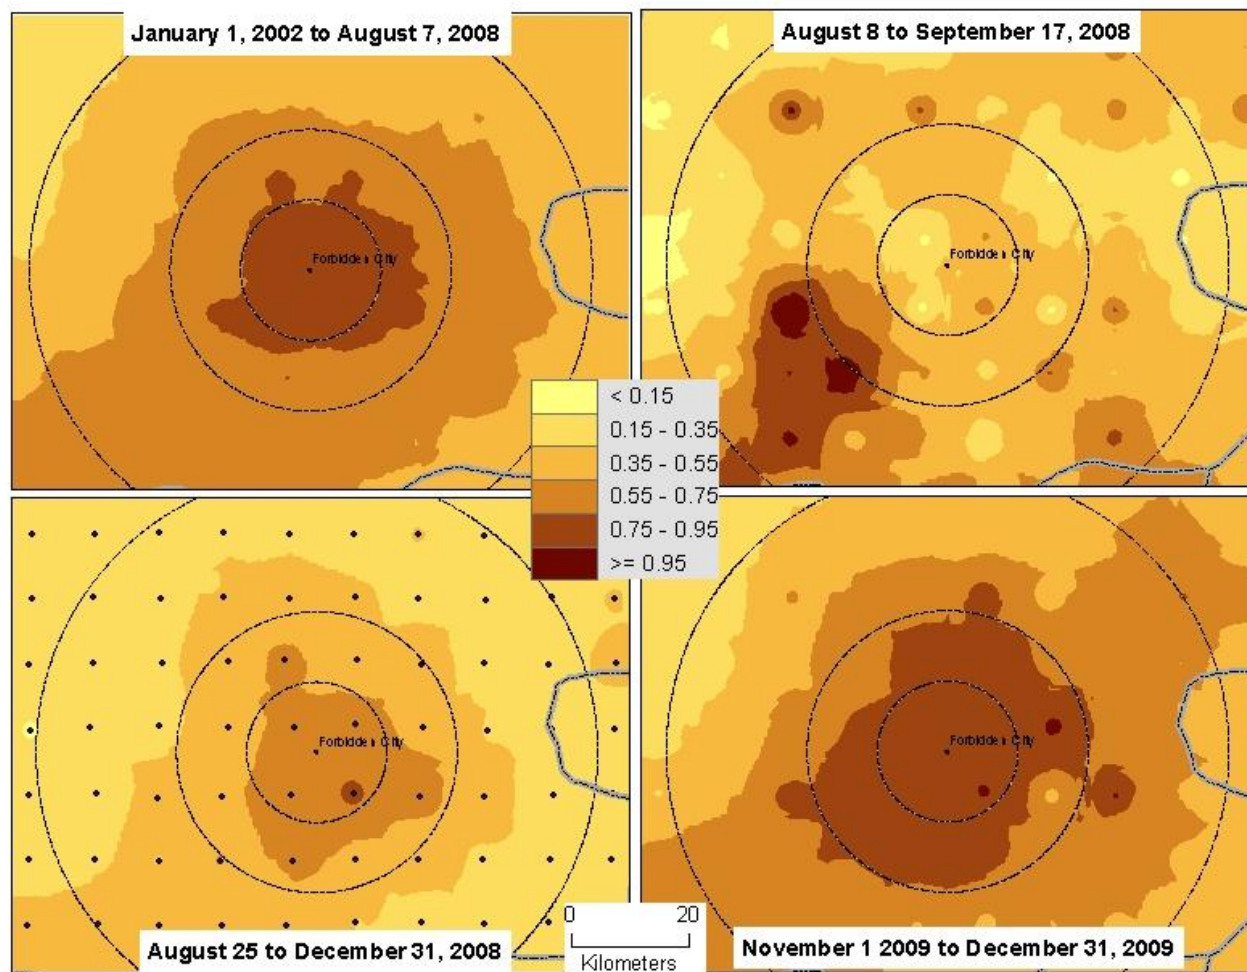 January 1, 2002 to August 7, 2008
August 8 to September 17, 2008
Forbidden City
Forbidden City
< 0.15
0.15 - 0.35
0.35 - 0.55
0.55 - 0.75
0.75 - 0.95
>= 0.95
Forbidden City
Forbidden City
0 20
Kilometers
August 25 to December 31, 2008
November 1 2009 to December 31, 2009